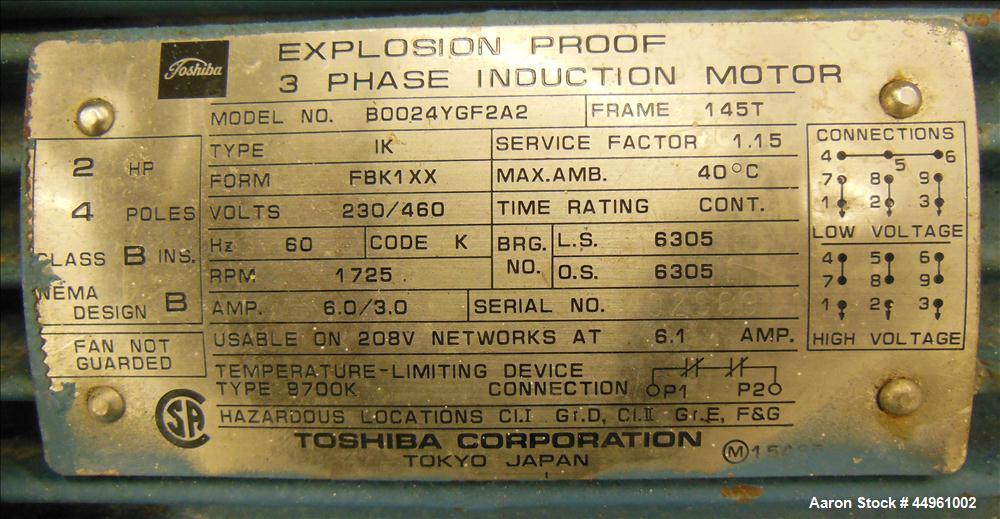 Toshiba
EXPLOSION PROOF
3 PHASE INDUCTION MOTOR
MODEL NO. B0024YGF2A2 FRAME 145T
TYPE IK SERVICE FACTOR 1.15
FORM FBK1XX MAX.AMB. 40°C
VOLTS 230/460 TIME RATING CONT.
Hz 60 CODE K BRG. NO. L.S. 6305
RPM 1725 O.S. 6305
AMP. 6.0/3.0 SERIAL NO.
USABLE ON 208V NETWORKS AT 6.1 AMP.
TEMPERATURE-LIMITING DEVICE
TYPE 9700K CONNECTION P1 P2
HAZARDOUS LOCATIONS Cl.I Gr.D, Cl.II Gr.E, F&G
TOSHIBA CORPORATION
TOKYO JAPAN
2 HP
4 POLES
CLASS B INS.
NEMA
DESIGN B
FAN NOT
GUARDED
SA
CONNECTIONS
4 5 6
7 8 9
1 2 3
LOW VOLTAGE
4 5 6
7 8 9
1 2 3
HIGH VOLTAGE
M
Aaron Stock # 44961002